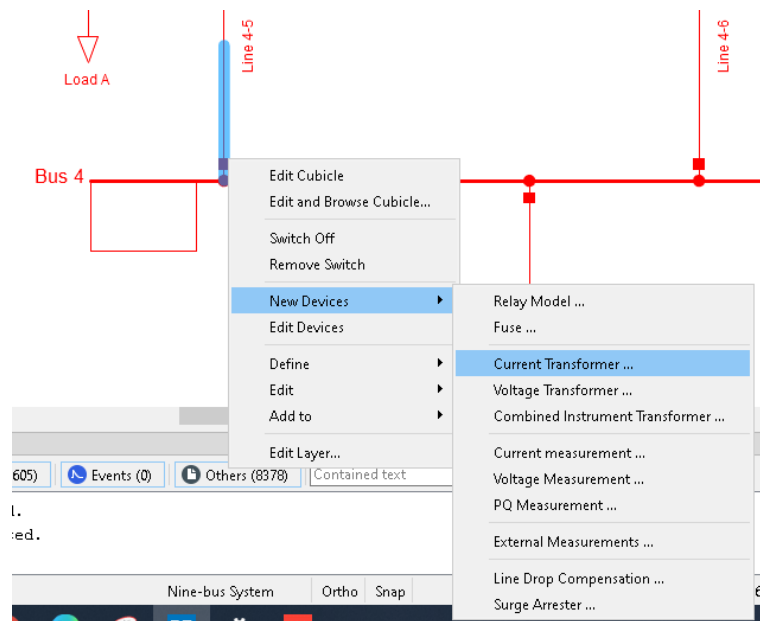 Line 4-5
Line 4-6
Load A
Bus 4
Edit Cubicle
Edit and Browse Cubicle...
Switch Off
Remove Switch
New Devices
Edit Devices
Define
Edit
Add to
Edit Layer...
Relay Model ...
Fuse ...
Current Transformer ...
Voltage Transformer ...
Combined Instrument Transformer ...
Current measurement ...
Voltage Measurement ...
PQ Measurement ...
External Measurements ...
Line Drop Compensation ...
Surge Arrester ...
605) Events (0) Others (8378) Contained text
l.
ced.
Nine-bus System Ortho Snap